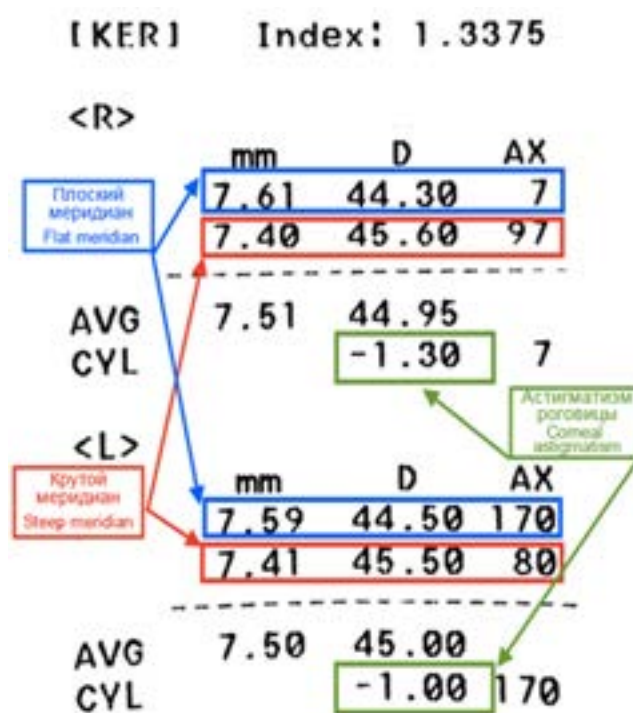 [KER] Index: 1.3375
<R>
mm D AX
Плоский
меридиан
Flat meridian
7.61 44.30 7
7.40 45.60 97
AVG 7.51 44.95
CYL -1.30 7
Астигматизм
роговицы
Corneal
astigmatism
<L>
Крутой
меридиан
Steep meridian
mm D AX
7.59 44.50 170
7.41 45.50 80
AVG 7.50 45.00
CYL -1.00 170